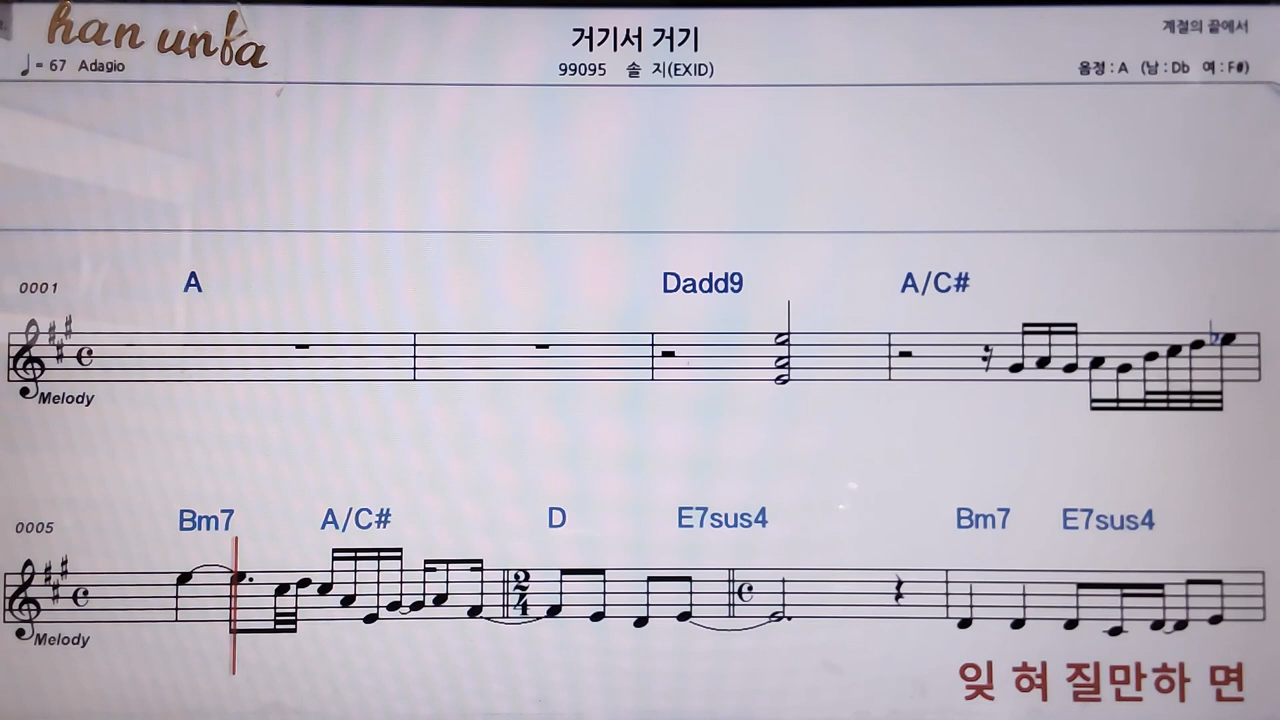 han unfa
거기서 거기
계절의 끝에서
♩= 67 Adagio
99095 솔 지(EXID)
음정 : A (남 : Db 여 : F#)
0001 A Dadd9 A/C#
Melody
0005 Bm7 A/C# D E7sus4 Bm7 E7sus4
2
4
Melody
잊 혀 질만하 면